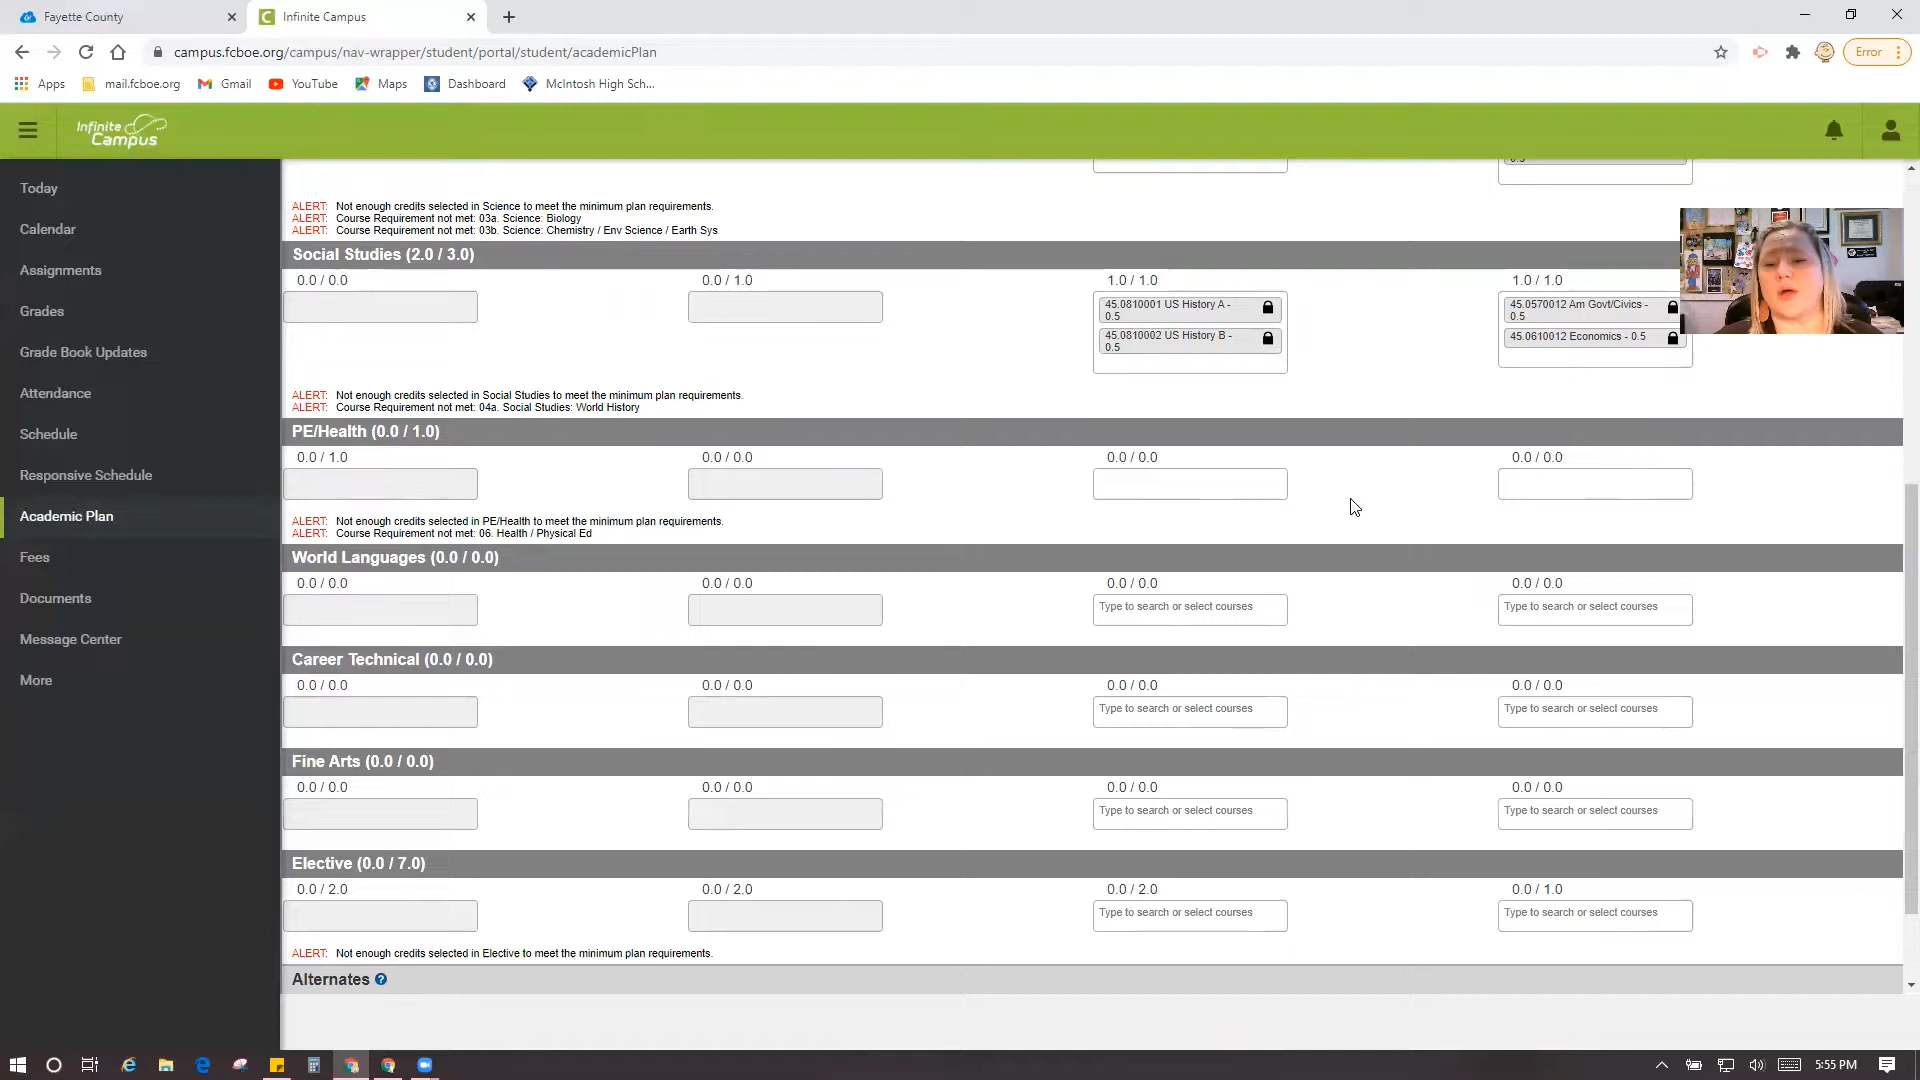 Fayette County
Infinite Campus
campus.fcboe.org/campus/nav-wrapper/student/portal/student/academicPlan
Error
Apps
mail.fcboe.org
Gmail
YouTube
Maps
Dashboard
McIntosh High Sch...
Infinite Campus
Today
Calendar
Assignments
Grades
Grade Book Updates
Attendance
Schedule
Responsive Schedule
Academic Plan
Fees
Documents
Message Center
More
0.5
ALERT: Not enough credits selected in Science to meet the minimum plan requirements.
ALERT: Course Requirement not met: 03a. Science: Biology
ALERT: Course Requirement not met: 03b. Science: Chemistry / Env Science / Earth Sys
Social Studies (2.0 / 3.0)
0.0 / 0.0
0.0 / 1.0
1.0 / 1.0
1.0 / 1.0
45.0810001 US History A -
0.5
45.0810002 US History B -
0.5
45.0570012 Am Govt/Civics -
0.5
45.0610012 Economics - 0.5
ALERT: Not enough credits selected in Social Studies to meet the minimum plan requirements.
ALERT: Course Requirement not met: 04a. Social Studies: World History
PE/Health (0.0 / 1.0)
0.0 / 1.0
0.0 / 0.0
0.0 / 0.0
0.0 / 0.0
ALERT: Not enough credits selected in PE/Health to meet the minimum plan requirements.
ALERT: Course Requirement not met: 06. Health / Physical Ed
World Languages (0.0 / 0.0)
0.0 / 0.0
0.0 / 0.0
0.0 / 0.0
0.0 / 0.0
Type to search or select courses
Type to search or select courses
Career Technical (0.0 / 0.0)
0.0 / 0.0
0.0 / 0.0
0.0 / 0.0
0.0 / 0.0
Type to search or select courses
Type to search or select courses
Fine Arts (0.0 / 0.0)
0.0 / 0.0
0.0 / 0.0
0.0 / 0.0
0.0 / 0.0
Type to search or select courses
Type to search or select courses
Elective (0.0 / 7.0)
0.0 / 2.0
0.0 / 2.0
0.0 / 2.0
0.0 / 1.0
Type to search or select courses
Type to search or select courses
ALERT: Not enough credits selected in Elective to meet the minimum plan requirements.
Alternates
5:55 PM